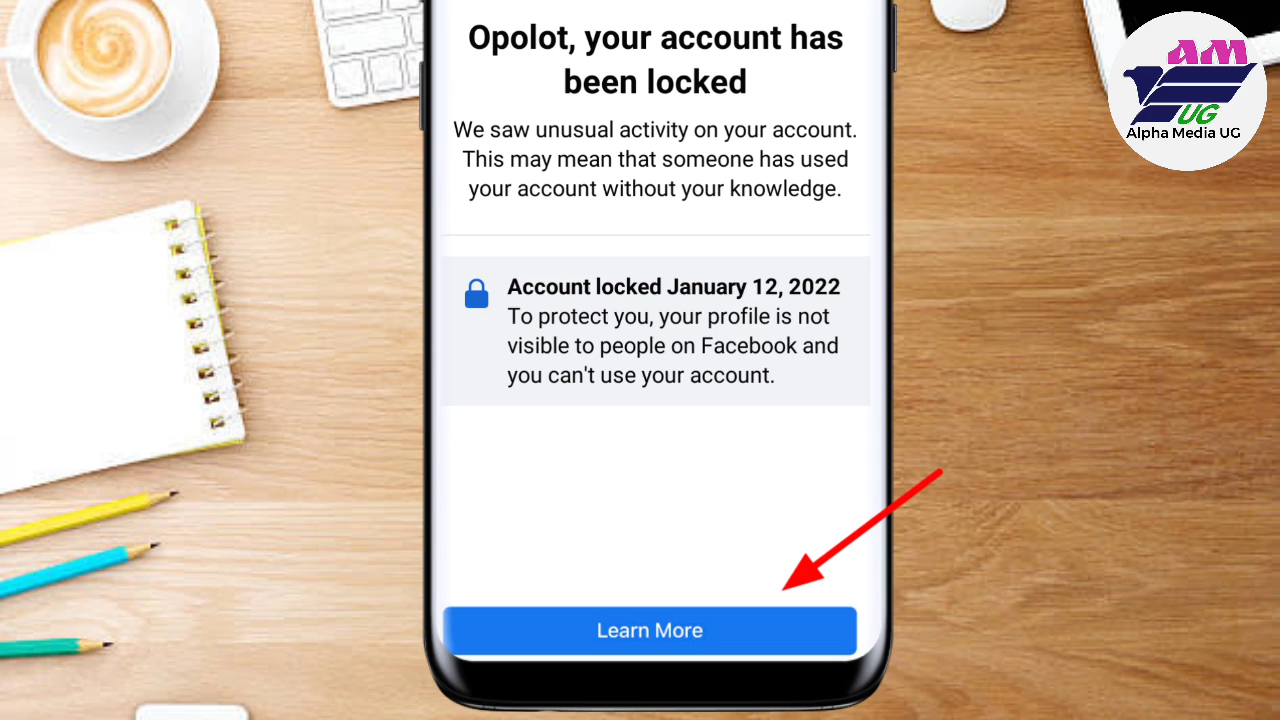 Opolot, your account has
been locked
We saw unusual activity on your account.
This may mean that someone has used
your account without your knowledge.
Account locked January 12, 2022
To protect you, your profile is not
visible to people on Facebook and
you can't use your account.
Learn More
AM
UG
Alpha Media UG